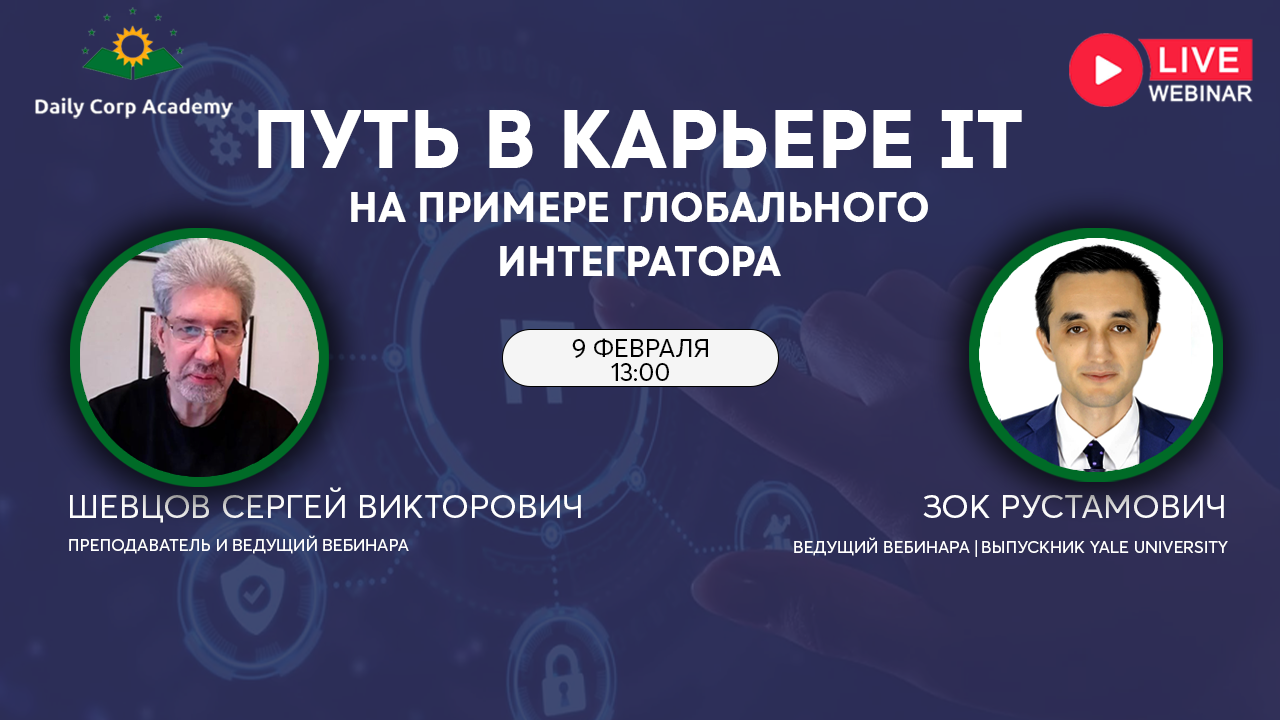 Daily Corp Academy
LIVE
WEBINAR
ПУТЬ В КАРЬЕРЕ IT
НА ПРИМЕРЕ ГЛОБАЛЬНОГО
ИНТЕГРАТОРА
IT
9 ФЕВРАЛЯ
13:00
ШЕВЦОВ СЕРГЕЙ ВИКТОРОВИЧ
ПРЕПОДАВАТЕЛЬ И ВЕДУЩИЙ ВЕБИНАРА
ЗОК РУСТАМОВИЧ
ВЕДУЩИЙ ВЕБИНАРА | ВЫПУСКНИК YALE UNIVERSITY